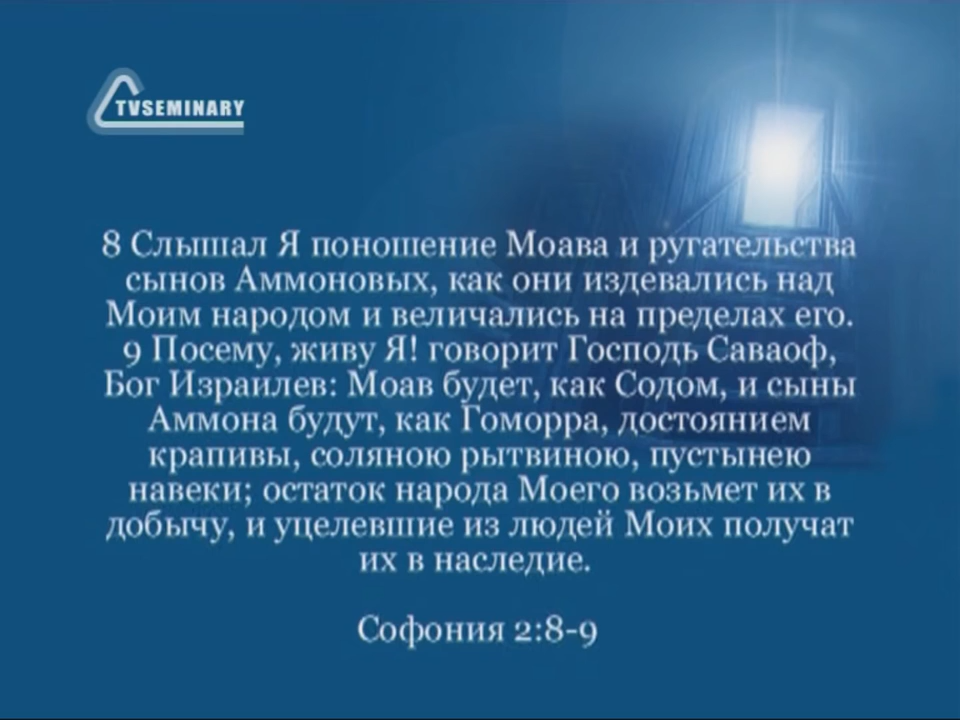 TVSEMINARY
8 Слышал Я поношение Моава и ругательства
сынов Аммоновых, как они издевались над
Моим народом и величались на пределах его.
9 Посему, живу Я! говорит Господь Саваоф,
Бог Израилев: Моав будет, как Содом, и сыны
Аммона будут, как Гоморра, достоянием
крапивы, соляною рытвиною, пустынею
навеки; остаток народа Моего возьмет их в
добычу, и уцелевшие из людей Моих получат
их в наследие.
Софония 2:8-9